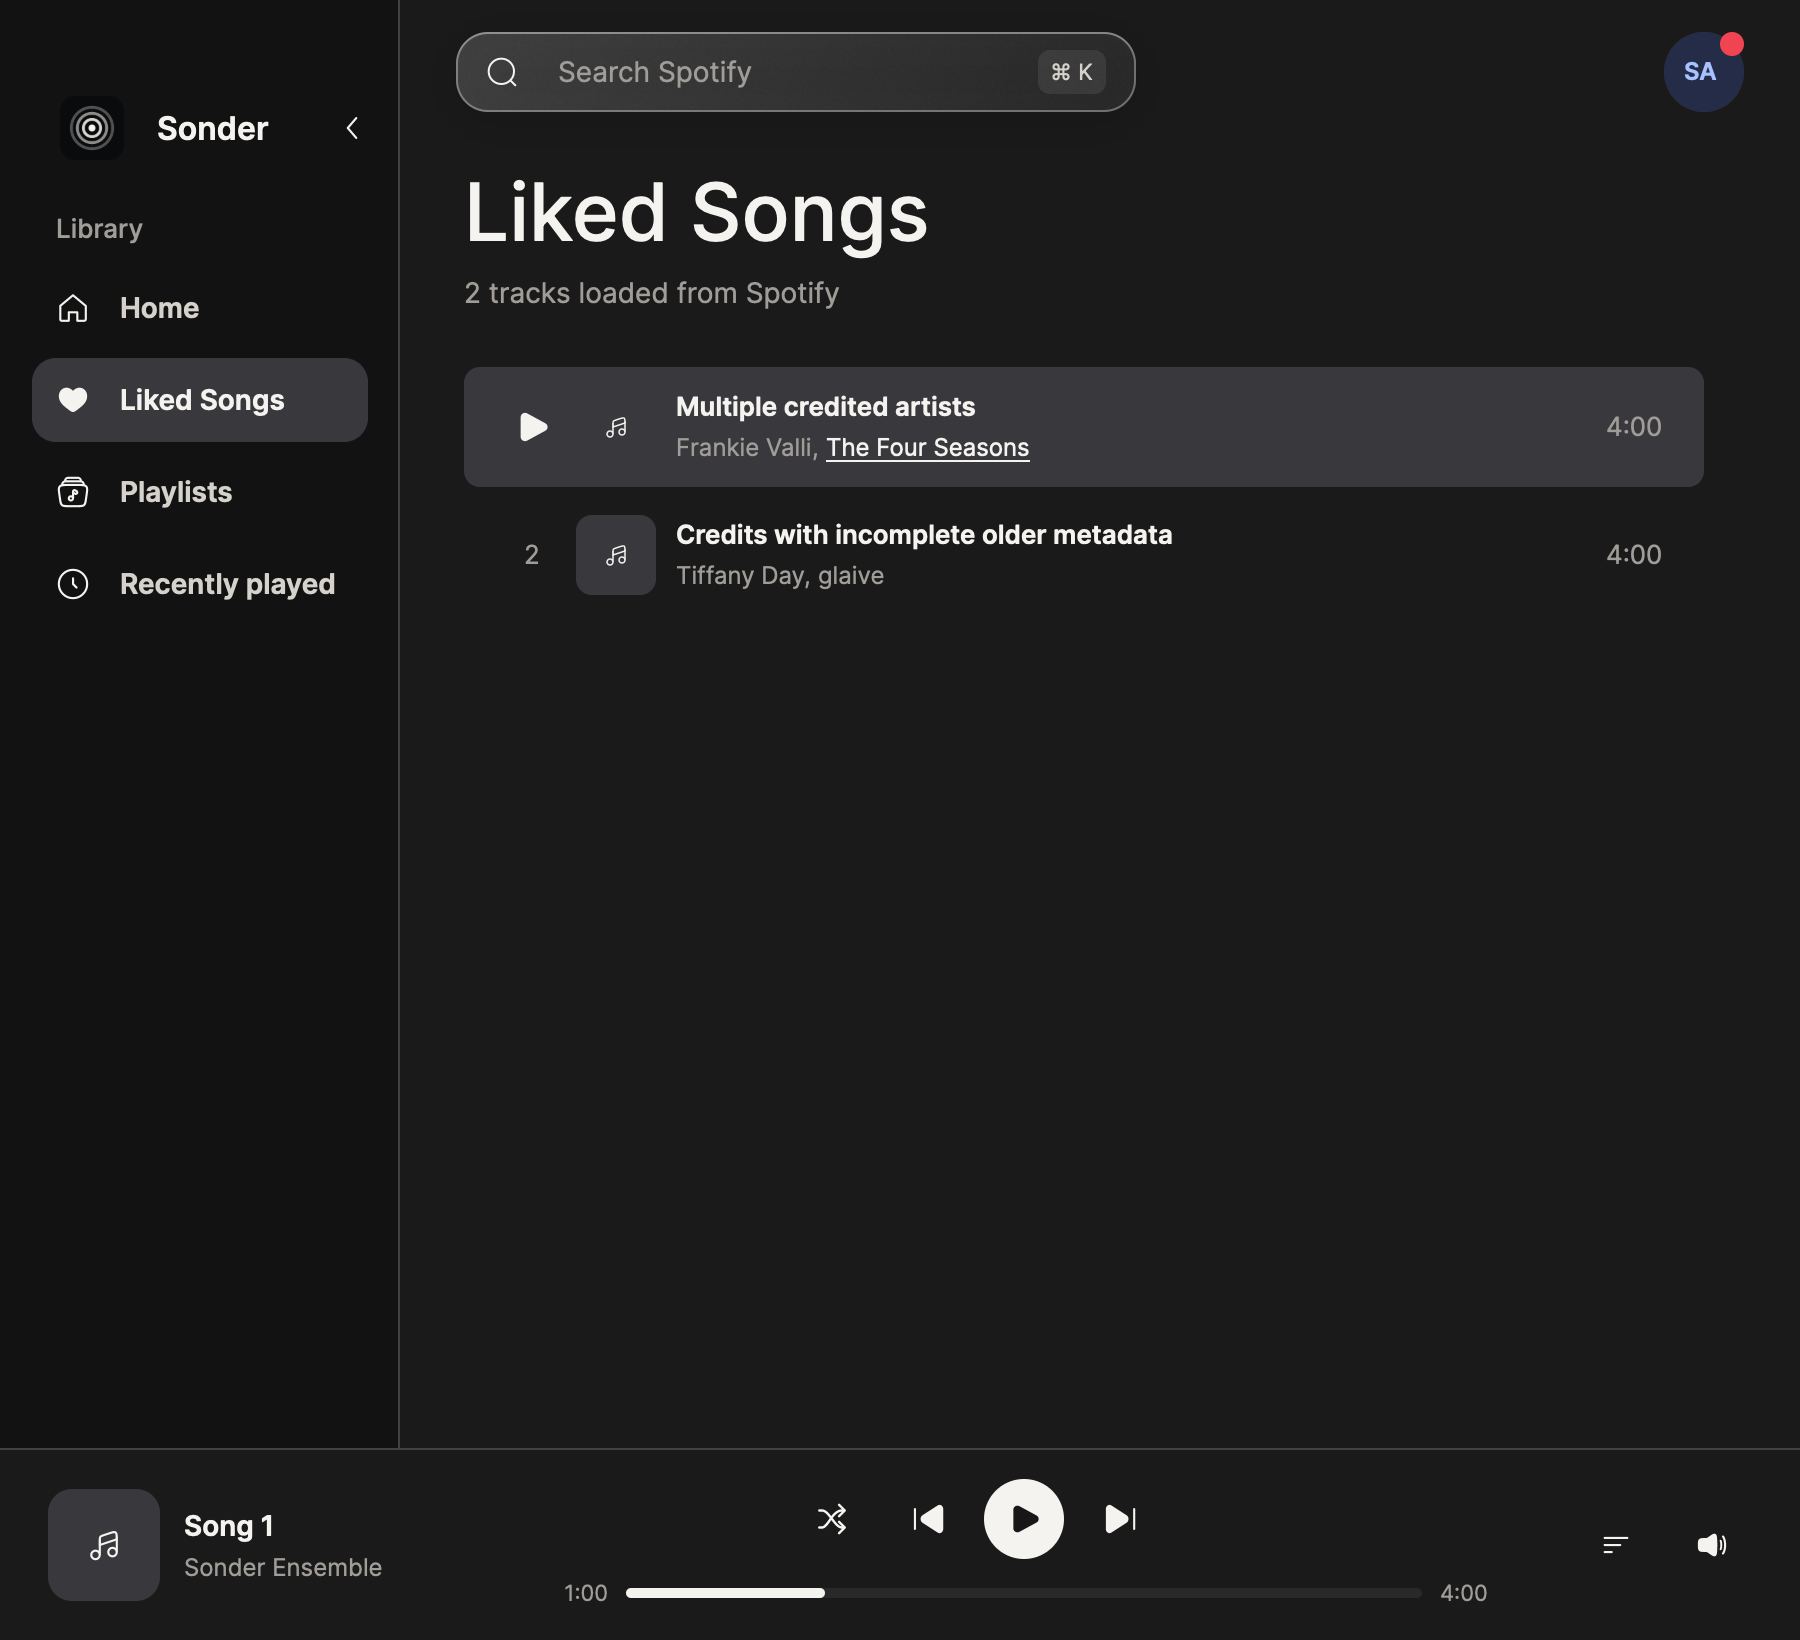 Sonder
Library
Home
Liked Songs
Playlists
Recently played
Search Spotify
⌘ K
SA
Liked Songs
2 tracks loaded from Spotify
Multiple credited artists
Frankie Valli, The Four Seasons
4:00
2
Credits with incomplete older metadata
Tiffany Day, glaive
4:00
Song 1
Sonder Ensemble
1:00
4:00